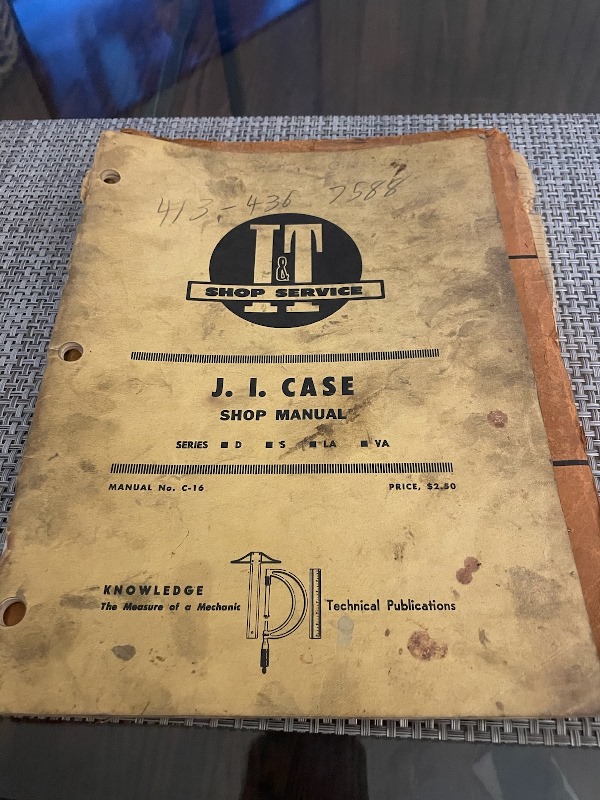 413-436 7588
I&T
SHOP SERVICE
J. I. CASE
SHOP MANUAL
SERIES ■ D ■ S ■ LA ■ VA
MANUAL No. C-16 PRICE, $2.50
KNOWLEDGE
The Measure of a Mechanic
TPI
Technical Publications